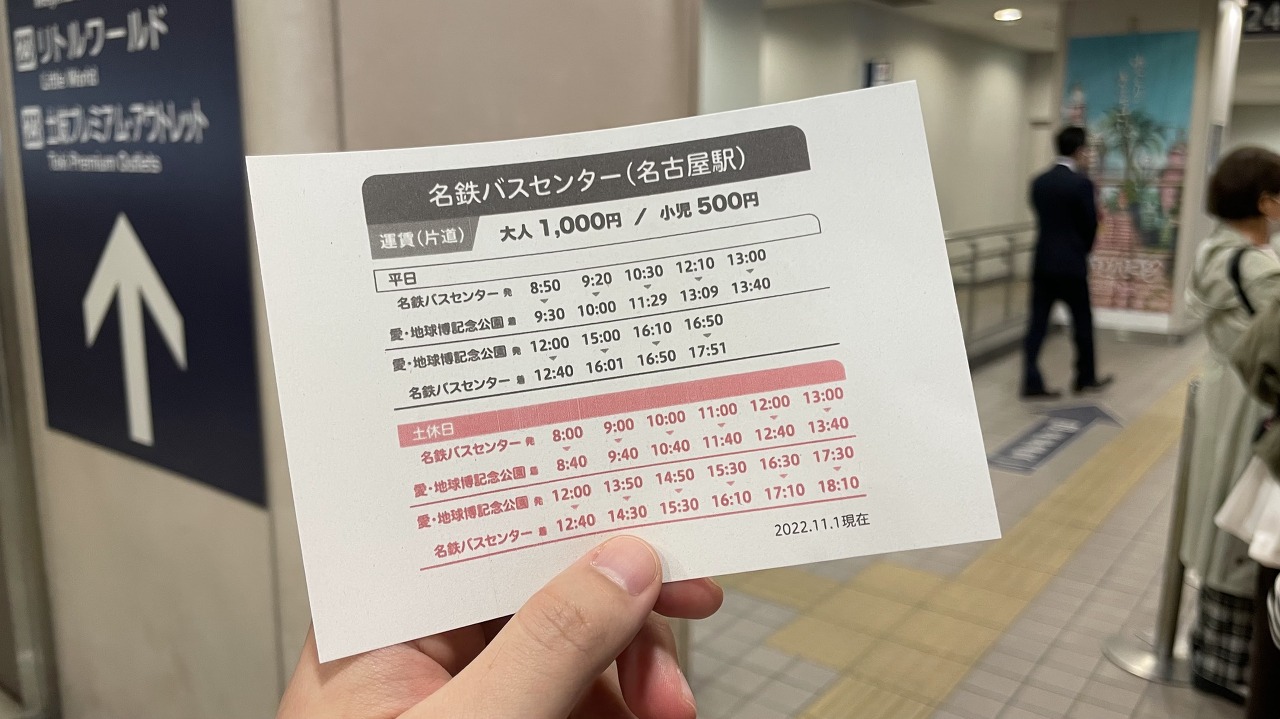 リトルワールド
Little World
土岐プレミアム・アウトレット
Toki Premium Outlets
名鉄バスセンター(名古屋駅)
運賃(片道) 大人 1,000円 / 小児 500円
平日
名鉄バスセンター 発 8:50 9:20 10:30 12:10 13:00
愛・地球博記念公園 着 9:30 10:00 11:29 13:09 13:40
愛・地球博記念公園 発 12:00 15:00 16:10 16:50
名鉄バスセンター 着 12:40 16:01 16:50 17:51
土休日
名鉄バスセンター 発 8:00 9:00 10:00 11:00 12:00 13:00
愛・地球博記念公園 着 8:40 9:40 10:40 11:40 12:40 13:40
愛・地球博記念公園 発 12:00 13:50 14:50 15:30 16:30 17:30
名鉄バスセンター 着 12:40 14:30 15:30 16:10 17:10 18:10
2022.11.1現在
24